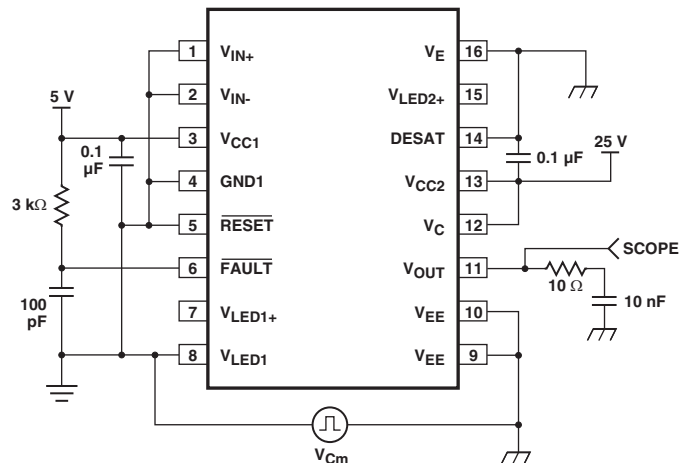 1 V_IN+ V_E 16
2 V_IN- V_LED2+ 15
5 V
3 V_CC1 DESAT 14
0.1 µF
0.1 µF
25 V
4 GND1 V_CC2 13
3 kΩ
5 R̅E̅S̅E̅T̅ V_C 12
SCOPE
6 F̅A̅U̅L̅T̅ V_OUT 11
10 Ω
100 pF
10 nF
7 V_LED1+ V_EE 10
8 V_LED1 V_EE 9
V_Cm